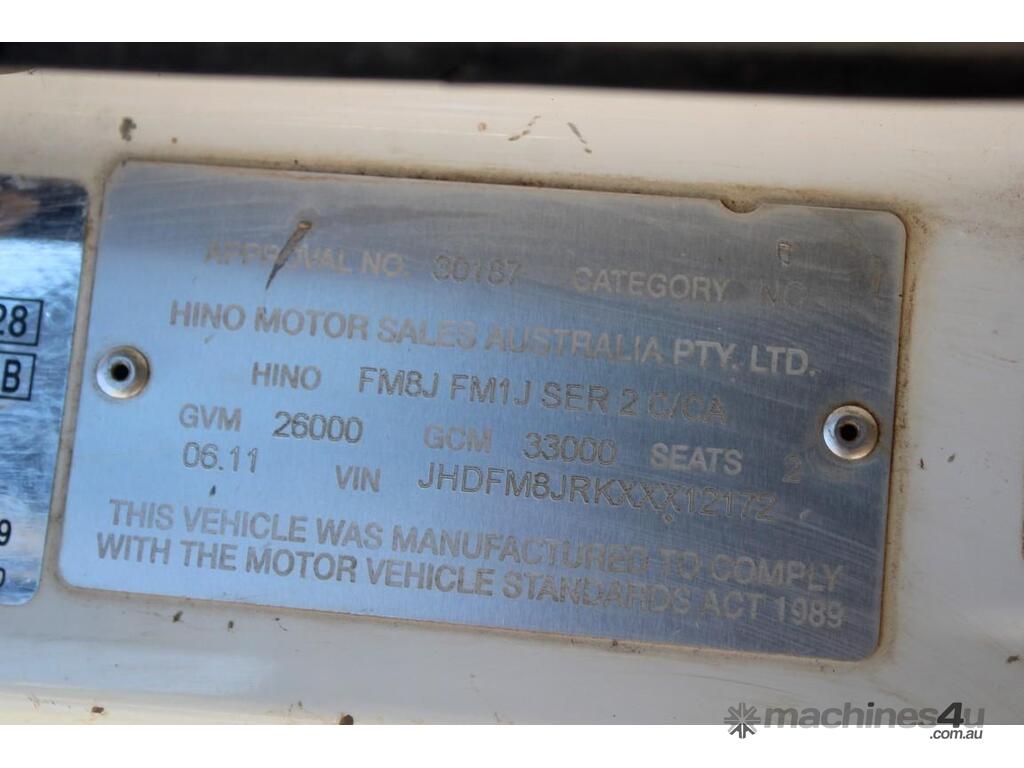 APPROVAL NO. 30187 CATEGORY NC
HINO MOTOR SALES AUSTRALIA PTY. LTD.
HINO FM8J FM1J SER 2 C/CA
GVM 26000 GCM 33000 SEATS 2
06.11 VIN JHDFM8JRKXXX12172
THIS VEHICLE WAS MANUFACTURED TO COMPLY
WITH THE MOTOR VEHICLE STANDARDS ACT 1989
28
B
9
machines4u
.com.au